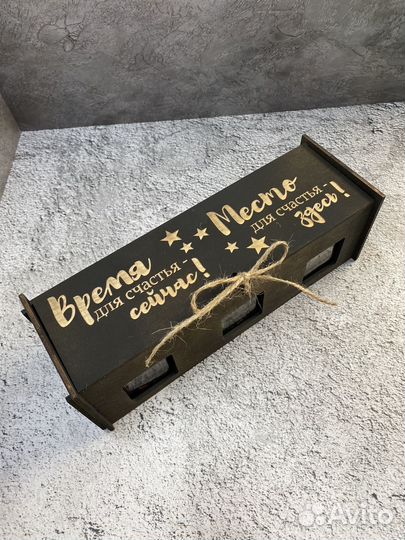 Время
для счастья -
сейчас!
Место
для счастья -
здесь!
Avito